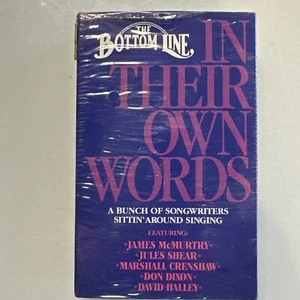 THE
BOTTOM LINE
IN
THEIR
OWN
WORDS
A BUNCH OF SONGWRITERS
SITTIN' AROUND SINGING
FEATURING:
JAMES McMURTRY
JULES SHEAR
MARSHALL CRENSHAW
DON DIXON
DAVID HALLEY